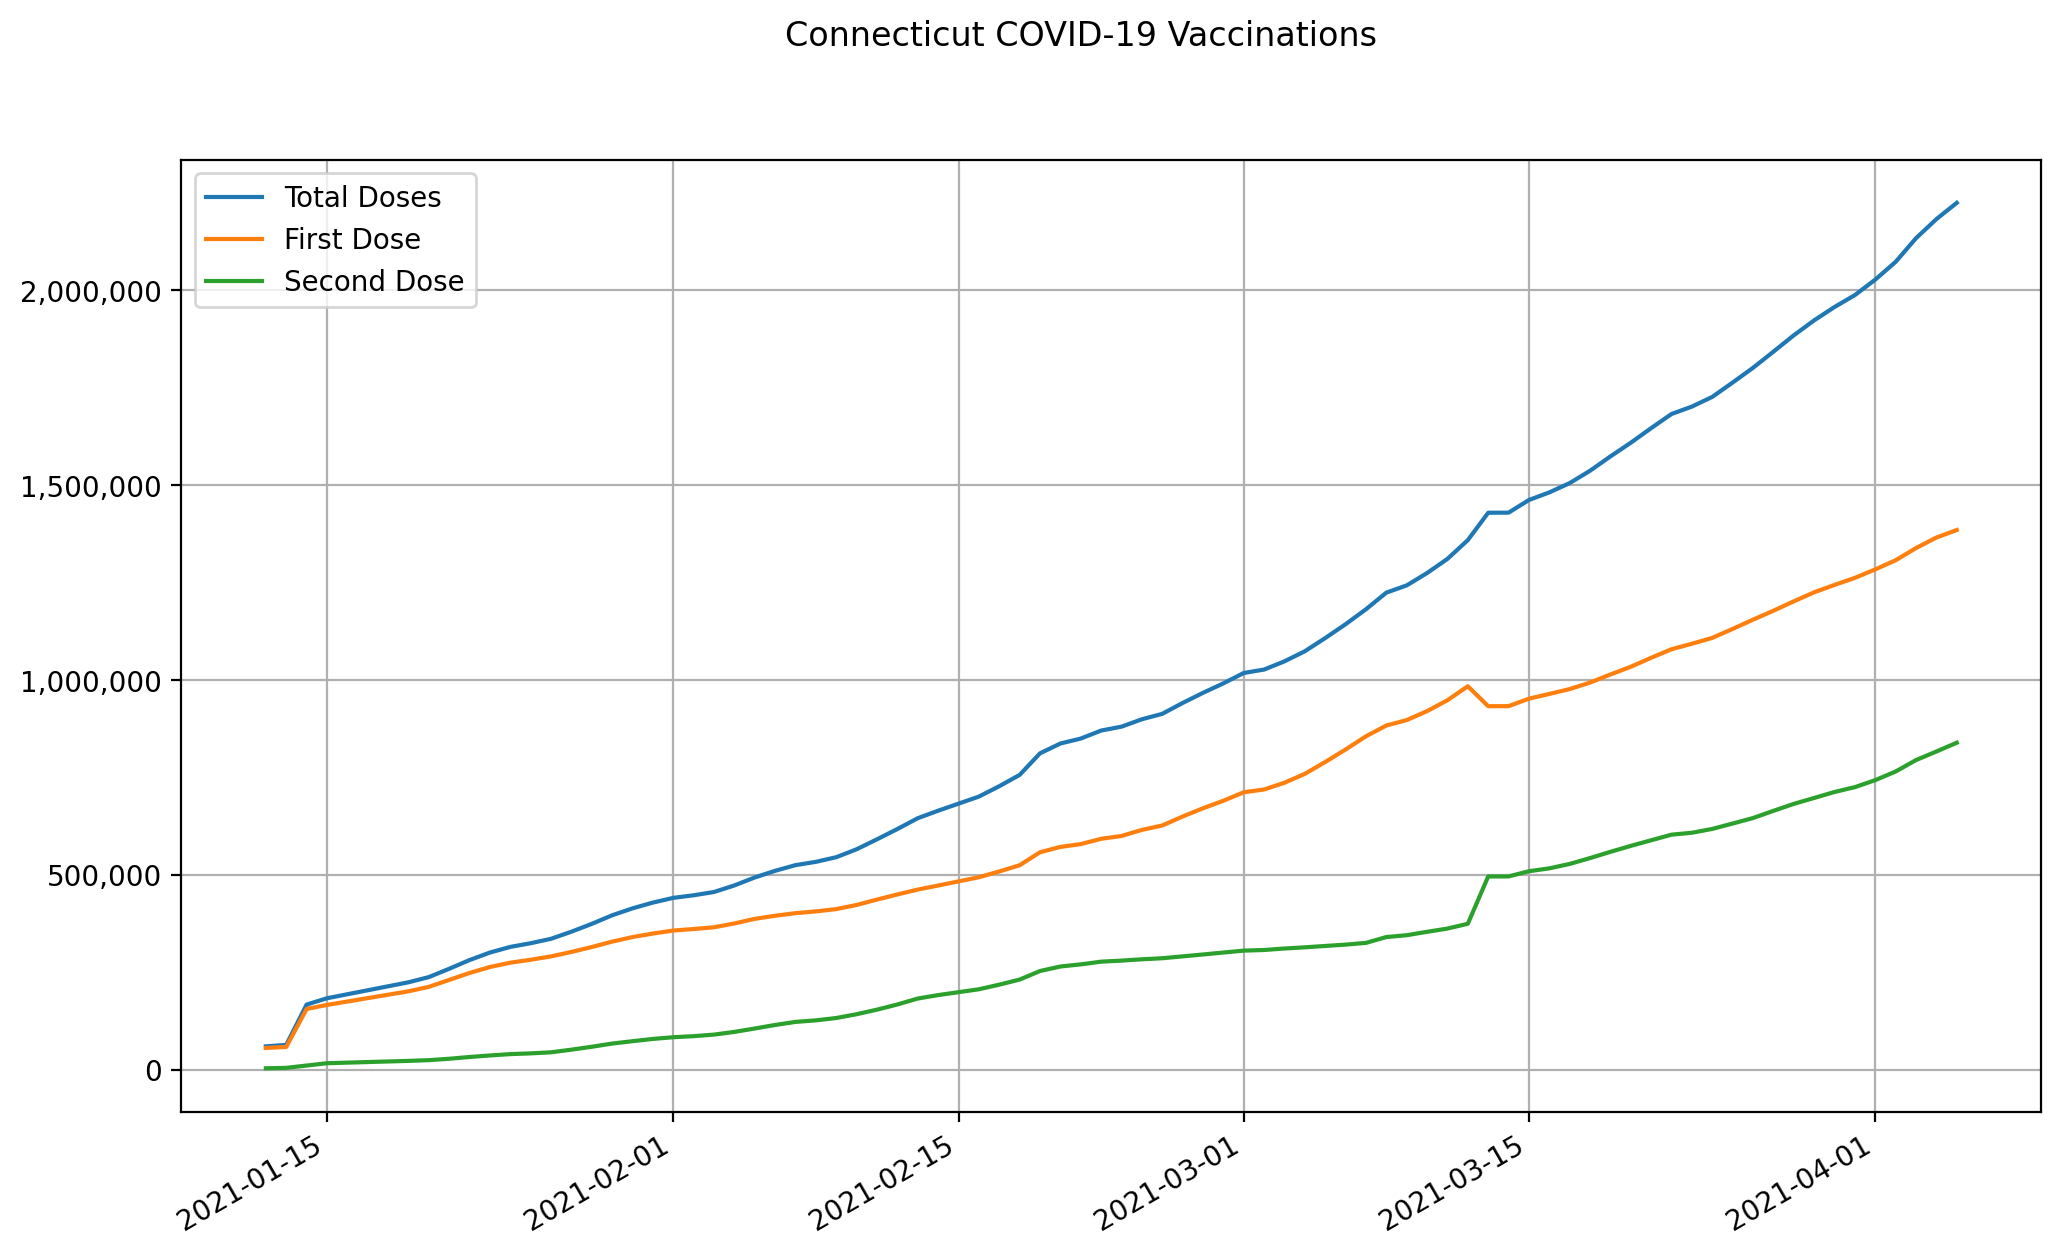 Connecticut COVID-19 Vaccinations
Total Doses
First Dose
Second Dose
2,000,000
1,500,000
1,000,000
500,000
0
2021-01-15
2021-02-01
2021-02-15
2021-03-01
2021-03-15
2021-04-01